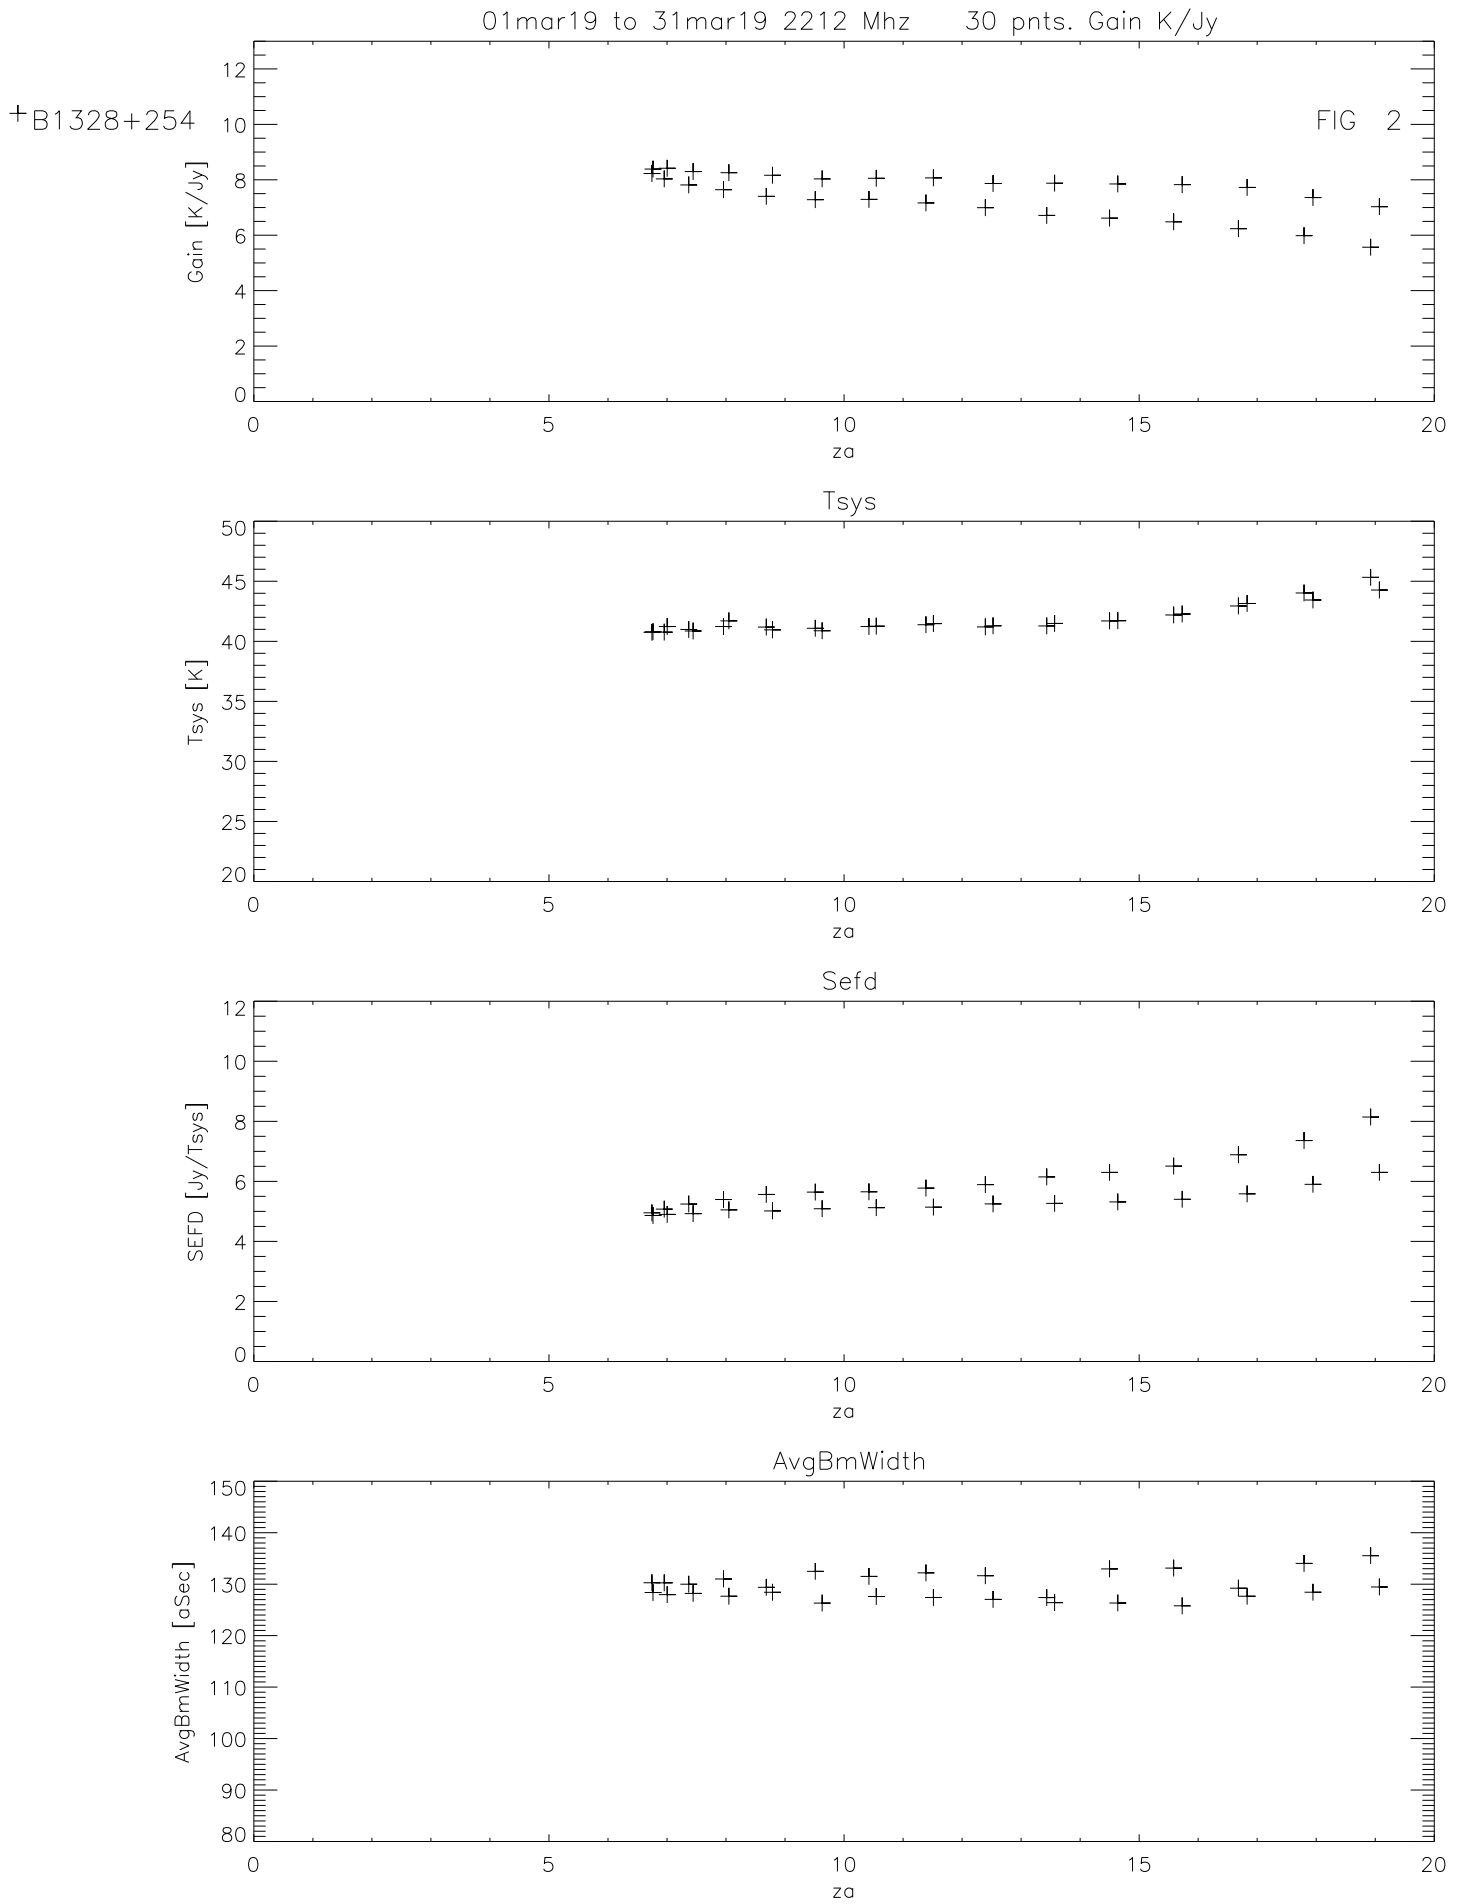 01mar19 to 31mar19 2212 Mhz 30 pnts. Gain K/Jy
+B1328+254
FIG 2
Gain [K/Jy]
12
10
8
6
4
2
0
0 5 10 15 20
za
Tsys
Tsys [K]
50
45
40
35
30
25
20
0 5 10 15 20
za
Sefd
SEFD [Jy/Tsys]
12
10
8
6
4
2
0
0 5 10 15 20
za
AvgBmWidth
AvgBmWidth [aSec]
150
140
130
120
110
100
90
80
0 5 10 15 20
za